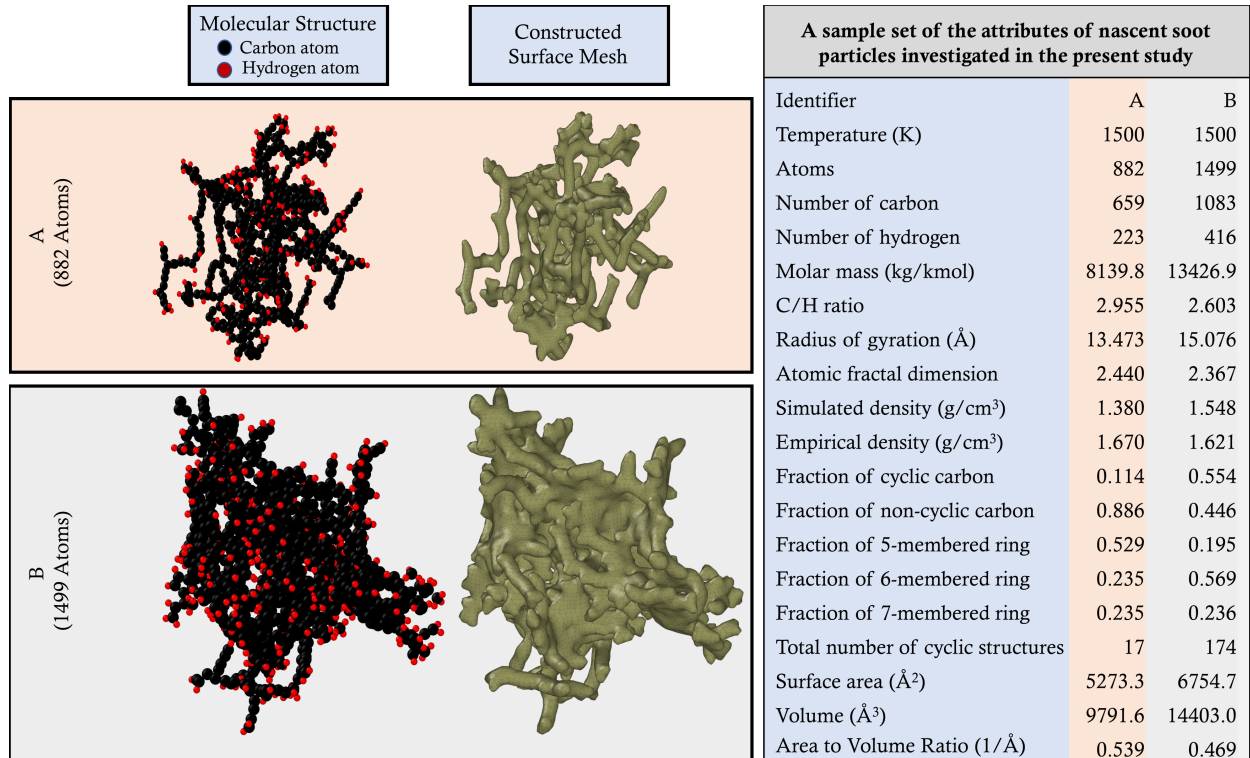 Molecular Structure
Carbon atom
Hydrogen atom
Constructed
Surface Mesh
A
(882 Atoms)
B
(1499 Atoms)
A sample set of the attributes of nascent soot
particles investigated in the present study
Identifier A B
Temperature (K) 1500 1500
Atoms 882 1499
Number of carbon 659 1083
Number of hydrogen 223 416
Molar mass (kg/kmol) 8139.8 13426.9
C/H ratio 2.955 2.603
Radius of gyration (Å) 13.473 15.076
Atomic fractal dimension 2.440 2.367
Simulated density (g/cm³) 1.380 1.548
Empirical density (g/cm³) 1.670 1.621
Fraction of cyclic carbon 0.114 0.554
Fraction of non-cyclic carbon 0.886 0.446
Fraction of 5-membered ring 0.529 0.195
Fraction of 6-membered ring 0.235 0.569
Fraction of 7-membered ring 0.235 0.236
Total number of cyclic structures 17 174
Surface area (Å²) 5273.3 6754.7
Volume (Å³) 9791.6 14403.0
Area to Volume Ratio (1/Å) 0.539 0.469